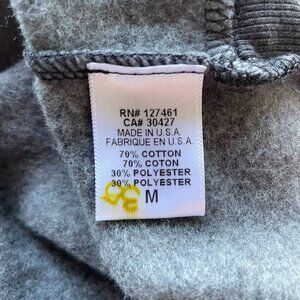 RN# 127461
CA# 30427
MADE IN U.S.A.
FABRIQUE EN U.S.A.
70% COTTON
70% COTON
30% POLYESTER
30% POLYESTER
M